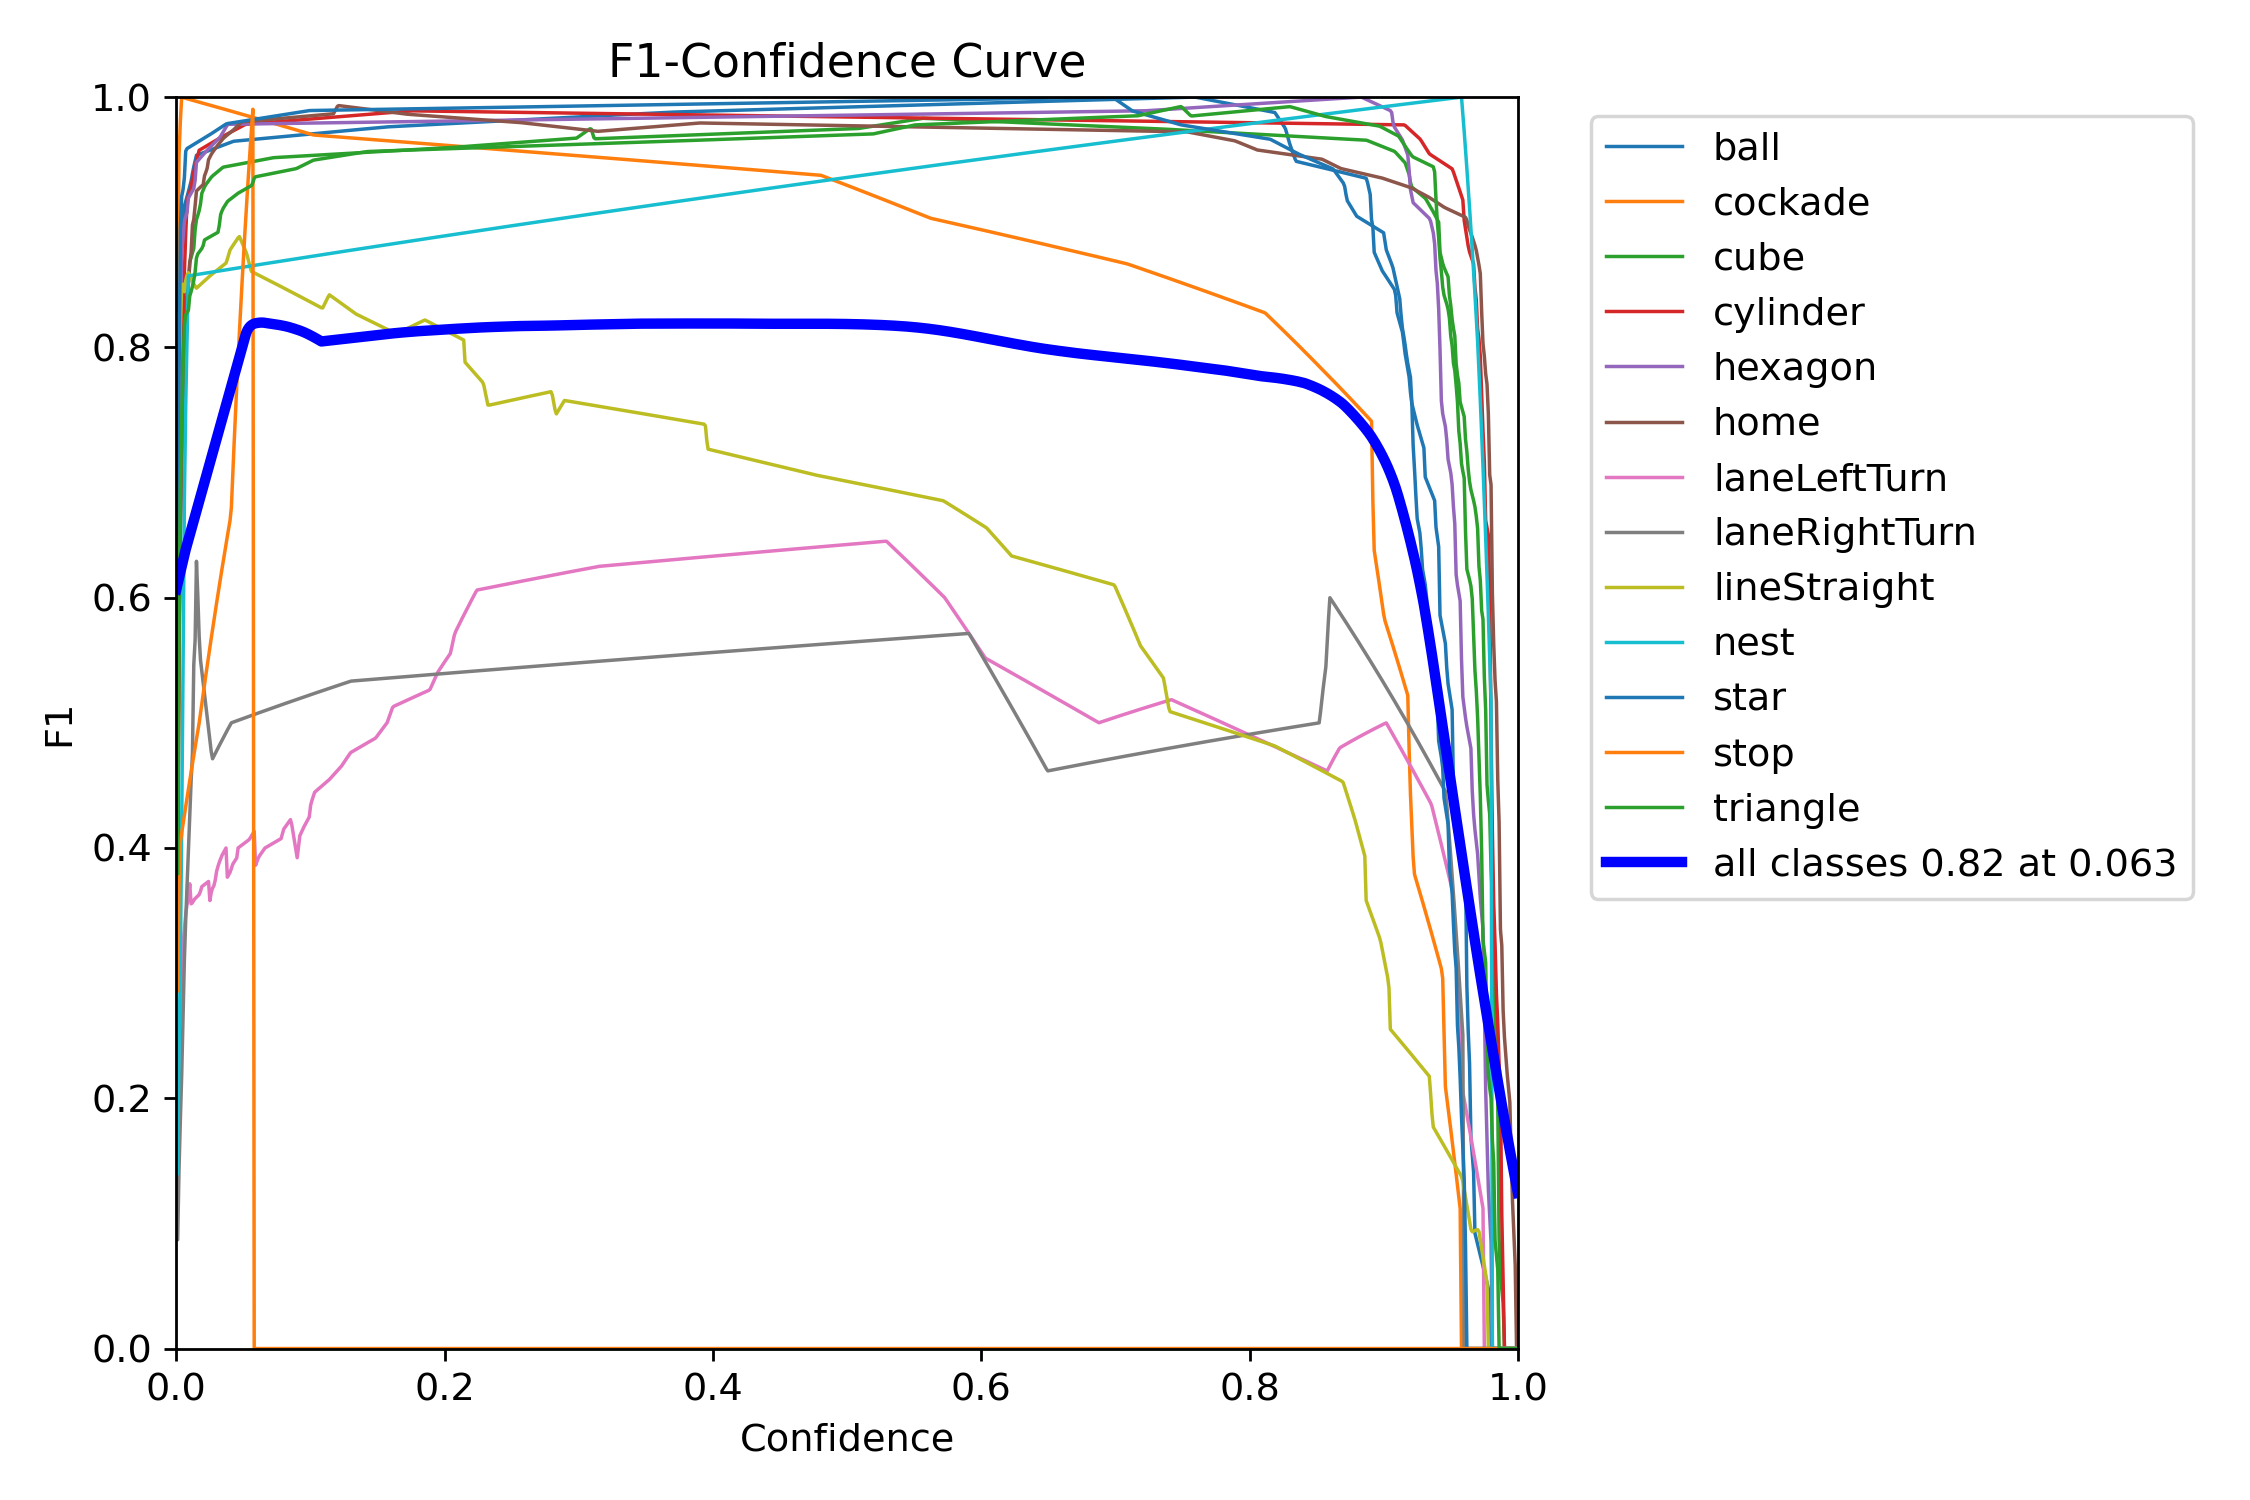 F1-Confidence Curve
1.0
0.8
0.6
0.4
0.2
0.0
F1
0.0 0.2 0.4 0.6 0.8 1.0
Confidence
ball
cockade
cube
cylinder
hexagon
home
laneLeftTurn
laneRightTurn
lineStraight
nest
star
stop
triangle
all classes 0.82 at 0.063